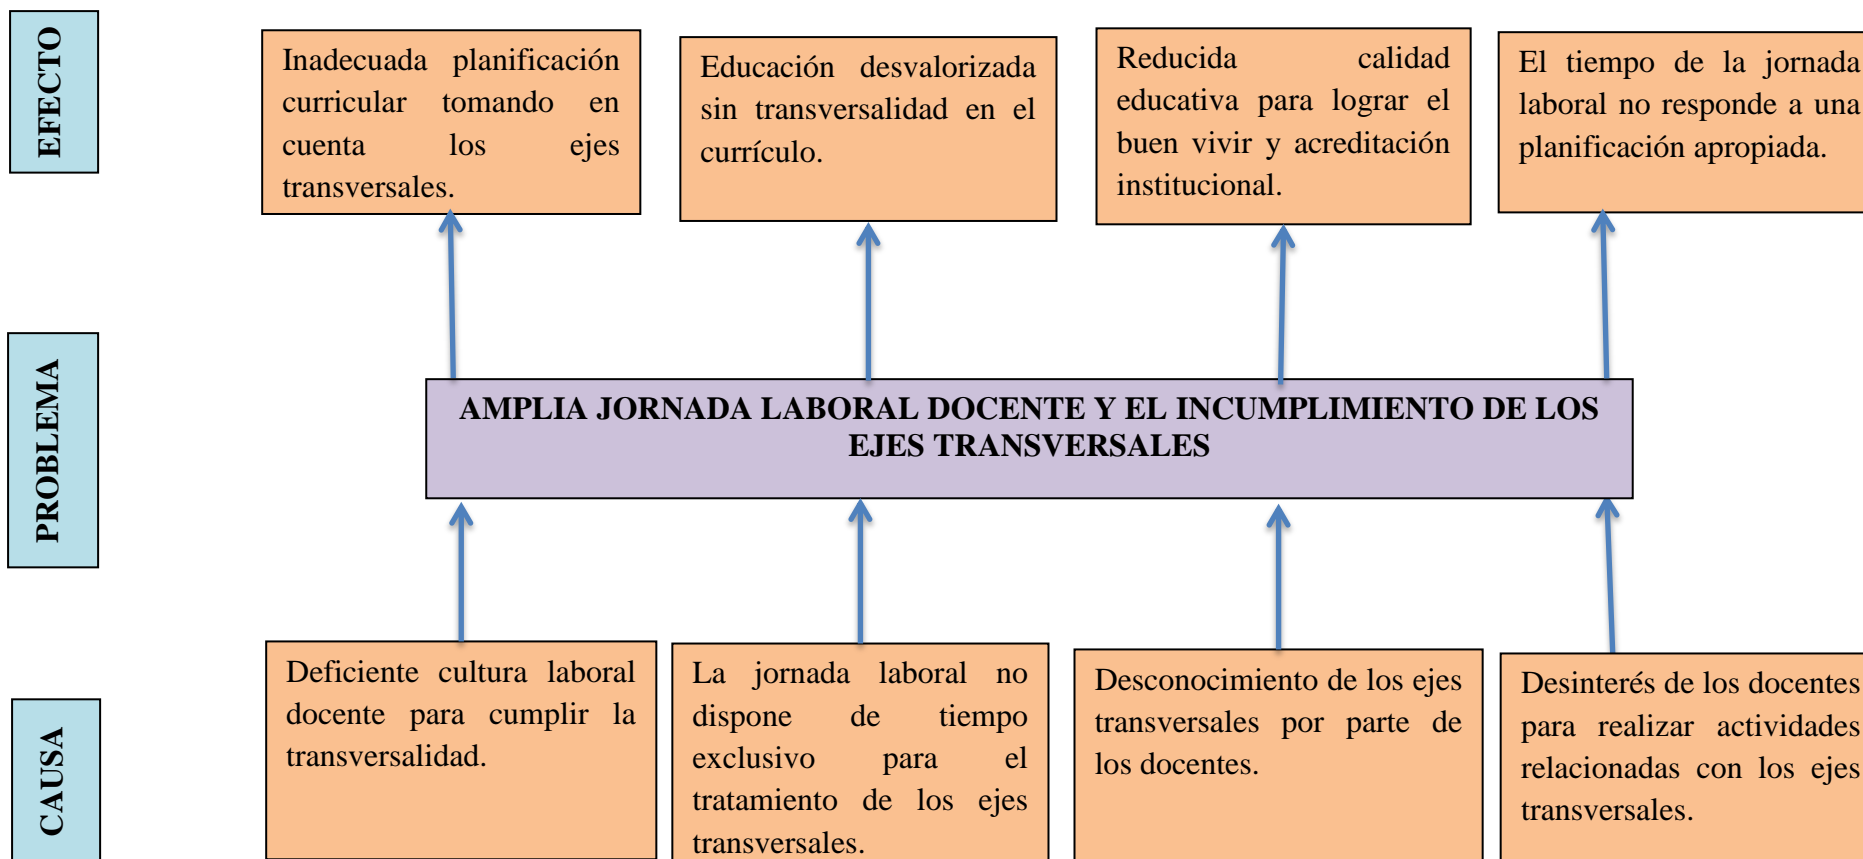 EFECTO
Inadecuada planificación
curricular tomando en
cuenta los ejes
transversales.
Educación desvalorizada
sin transversalidad en el
currículo.
Reducida calidad
educativa para lograr el
buen vivir y acreditación
institucional.
El tiempo de la jornada
laboral no responde a una
planificación apropiada.
PROBLEMA
AMPLIA JORNADA LABORAL DOCENTE Y EL INCUMPLIMIENTO DE LOS
EJES TRANSVERSALES
CAUSA
Deficiente cultura laboral
docente para cumplir la
transversalidad.
La jornada laboral no
dispone de tiempo
exclusivo para el
tratamiento de los ejes
transversales.
Desconocimiento de los ejes
transversales por parte de
los docentes.
Desinterés de los docentes
para realizar actividades
relacionadas con los ejes
transversales.